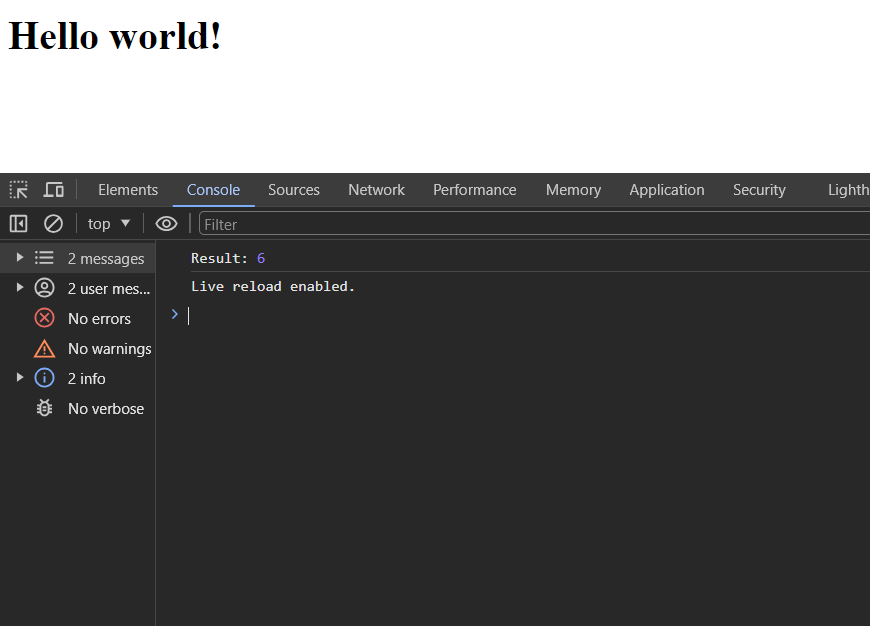 Hello world!
Elements Console Sources Network Performance Memory Application Security Lighth
top Filter
2 messages
Result: 6
2 user mes...
Live reload enabled.
No errors
No warnings
2 info
No verbose